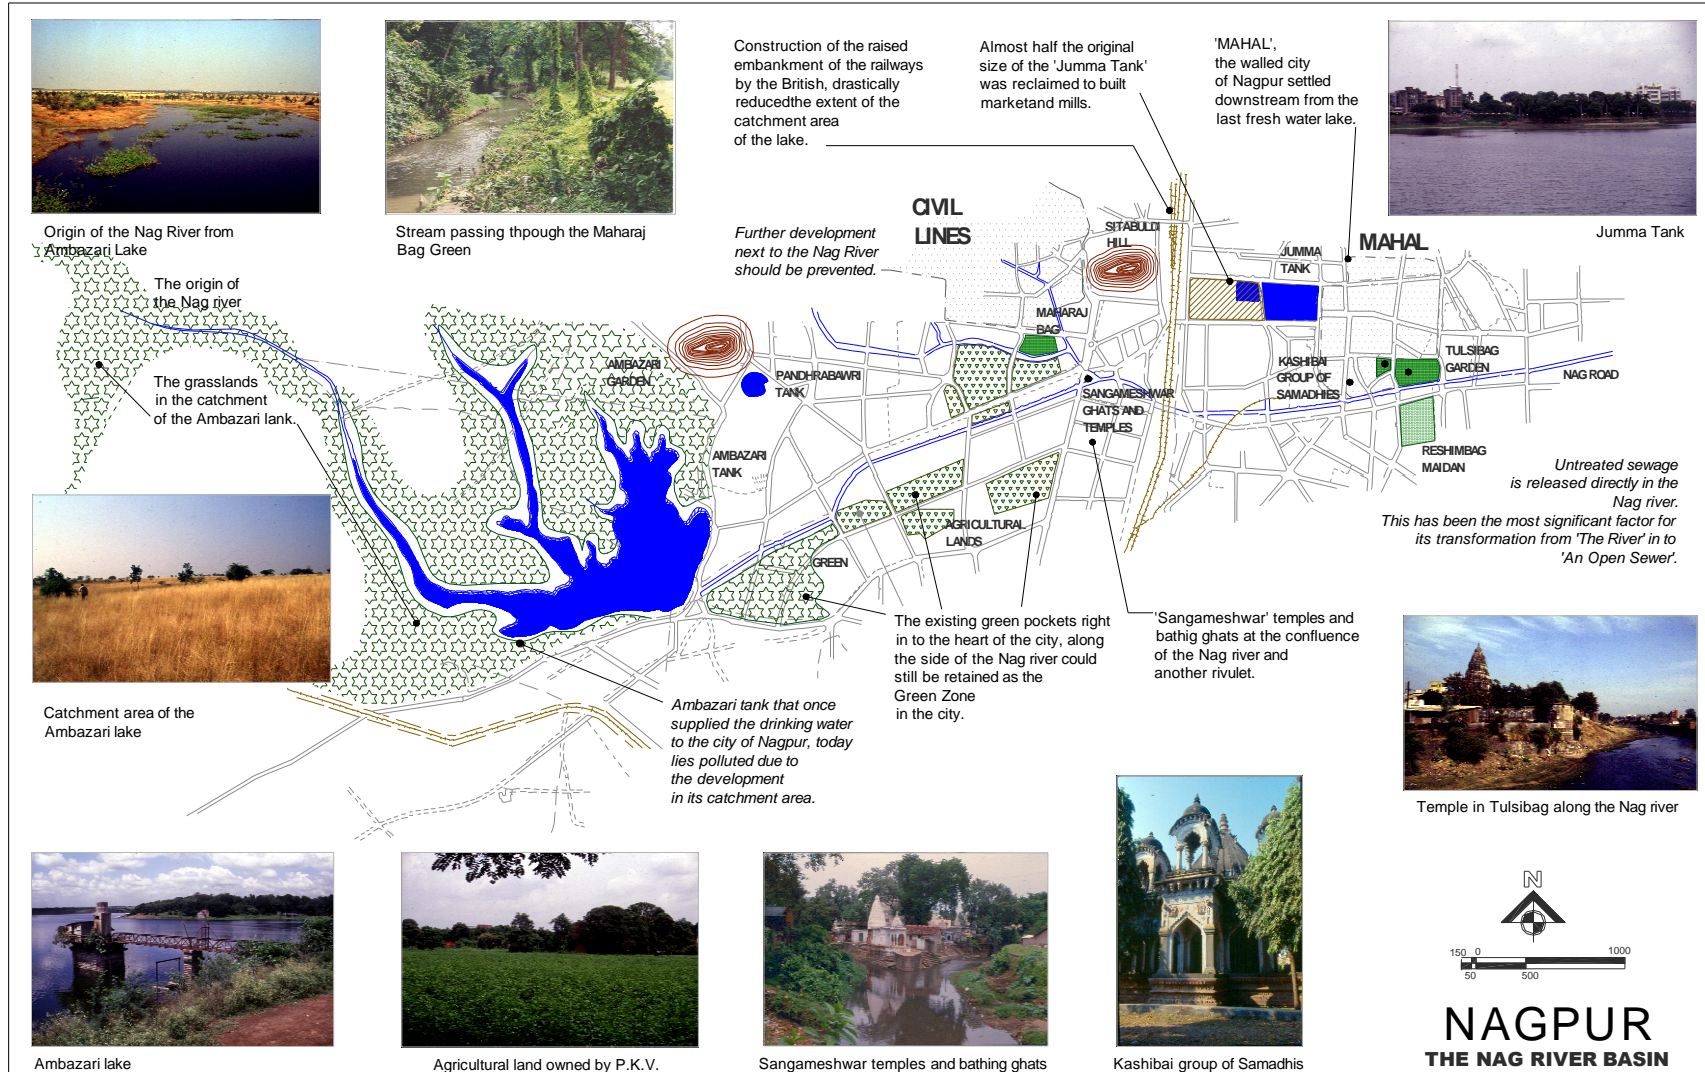 Construction of the raised
embankment of the railways
by the British, drastically
reducedthe extent of the
catchment area
of the lake.
Almost half the original
size of the 'Jumma Tank'
was reclaimed to built
marketand mills.
'MAHAL',
the walled city
of Nagpur settled
downstream from the
last fresh water lake.
Origin of the Nag River from
Ambazari Lake
Stream passing thpough the Maharaj
Bag Green
Jumma Tank
Further development
next to the Nag River
should be prevented.
CIVIL
LINES
SITABULDI
HILL
JUMMA
TANK
MAHAL
The origin of
the Nag river
The grasslands
in the catchment
of the Ambazari lank.
AMBAZARI
GARDEN
PANDHRABAWRI
TANK
MAHARAJ
BAG
KASHIBAI
GROUP OF
SAMADHIES
TULSIBAG
GARDEN
NAG ROAD
SANGAMESHWAR
GHATS AND
TEMPLES
AMBAZARI
TANK
RESHIMBAG
MAIDAN
AGRICULTURAL
LANDS
GREEN
Untreated sewage
is released directly in the
Nag river.
This has been the most significant factor for
its transformation from 'The River' in to
'An Open Sewer'.
The existing green pockets right
in to the heart of the city, along
the side of the Nag river could
still be retained as the
Green Zone
in the city.
'Sangameshwar' temples and
bathig ghats at the confluence
of the Nag river and
another rivulet.
Catchment area of the
Ambazari lake
Ambazari tank that once
supplied the drinking water
to the city of Nagpur, today
lies polluted due to
the development
in its catchment area.
Temple in Tulsibag along the Nag river
Ambazari lake
Agricultural land owned by P.K.V.
Sangameshwar temples and bathing ghats
Kashibai group of Samadhis
N
150 0 1000
50 500
NAGPUR
THE NAG RIVER BASIN